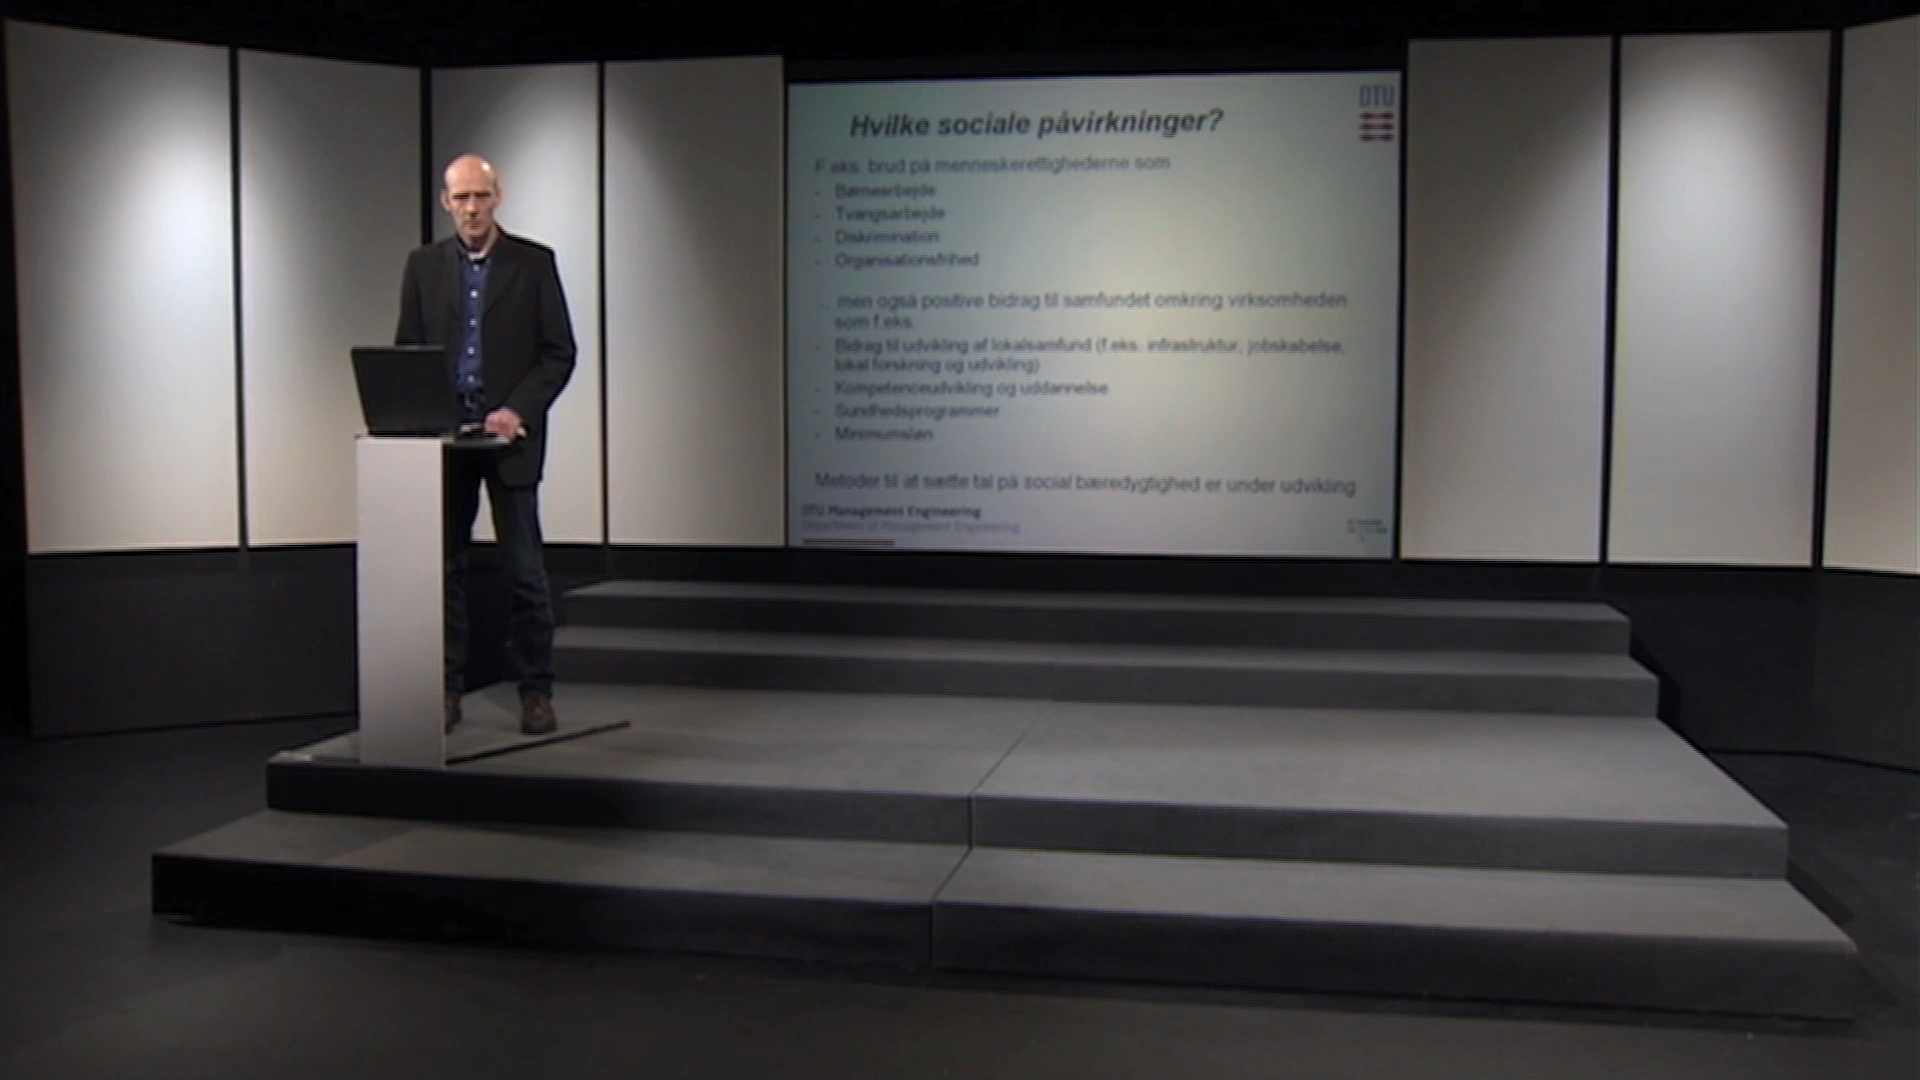 DTU
Hvilke sociale påvirkninger?
F.eks. brud på menneskerettighederne som
- Børnearbejde
- Tvangsarbejde
- Diskrimination
- Organisationsfrihed
... men også positive bidrag til samfundet omkring virksomheden
som f.eks.
- Bidrag til udvikling af lokalsamfund (f.eks. infrastruktur, jobskabelse,
lokal forskning og udvikling)
- Kompetenceudvikling og uddannelse
- Sundhedsprogrammer
- Minimumsløn
Metoder til at sætte tal på social bæredygtighed er under udvikling
DTU Management Engineering
Department of Management Engineering